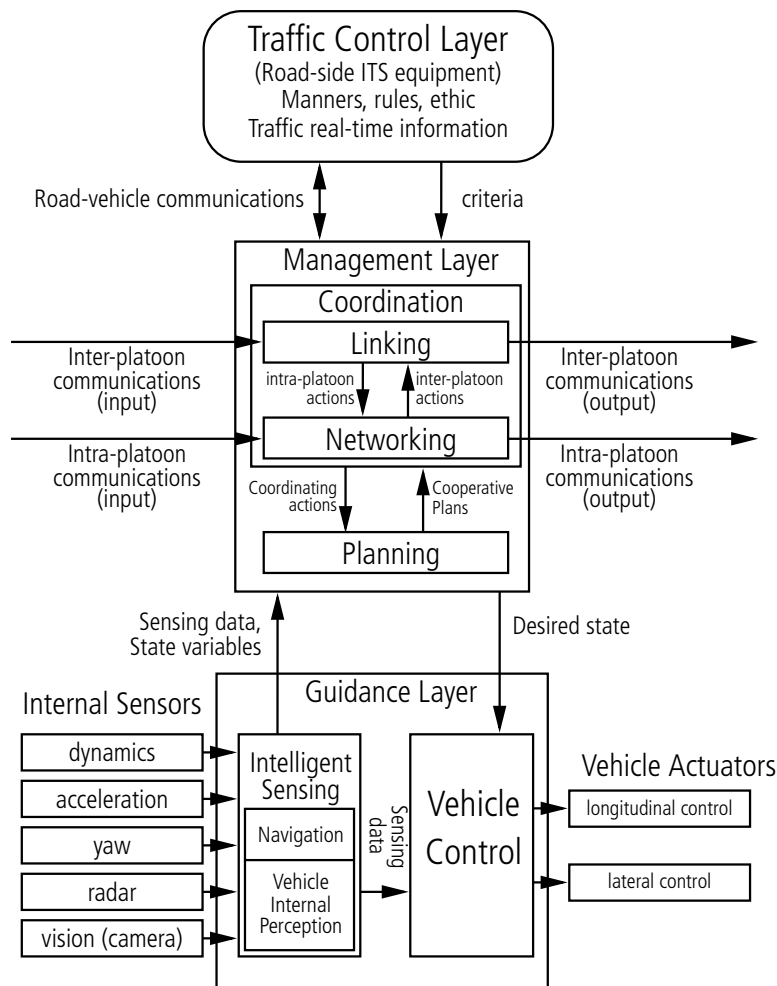 Traffic Control Layer
(Road-side ITS equipment)
Manners, rules, ethic
Traffic real-time information
Road-vehicle communications
criteria
Management Layer
Coordination
Linking
Inter-platoon
communications
(input)
intra-platoon
actions
inter-platoon
actions
Inter-platoon
communications
(output)
Networking
Intra-platoon
communications
(input)
Coordinating
actions
Cooperative
Plans
Intra-platoon
communications
(output)
Planning
Sensing data,
State variables
Desired state
Guidance Layer
Internal Sensors
dynamics
acceleration
yaw
radar
vision (camera)
Intelligent
Sensing
Navigation
Vehicle
Internal
Perception
Sensing
data
Vehicle
Control
Vehicle Actuators
longitudinal control
lateral control